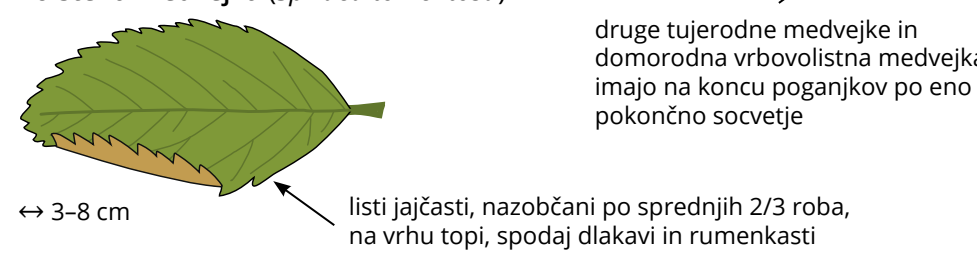 druge tujerodne medvejke in
domorodna vrbovolistna medvejka
imajo na koncu poganjkov po eno
pokončno socvetje
↔ 3–8 cm
listi jajčasti, nazobčani po sprednjih 2/3 roba,
na vrhu topi, spodaj dlakavi in rumenkasti